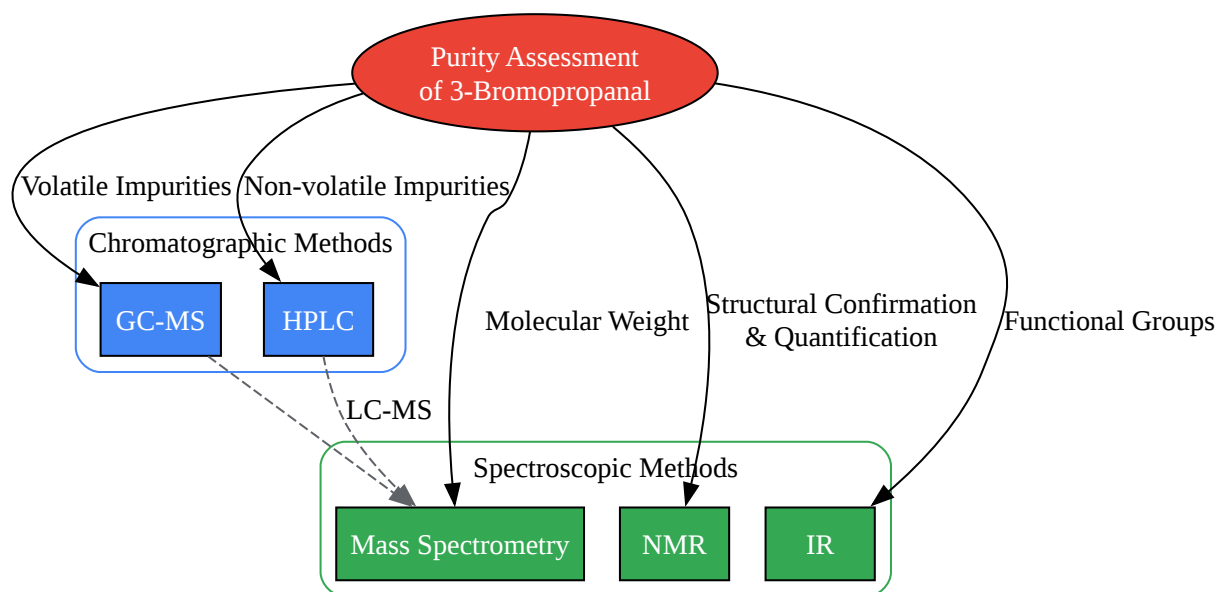 Purity Assessment
of 3-Bromopropanal
Volatile Impurities
Non-volatile Impurities
Chromatographic Methods
GC-MS
HPLC
Molecular Weight
Structural Confirmation
& Quantification
Functional Groups
LC-MS
Spectroscopic Methods
Mass Spectrometry
NMR
IR